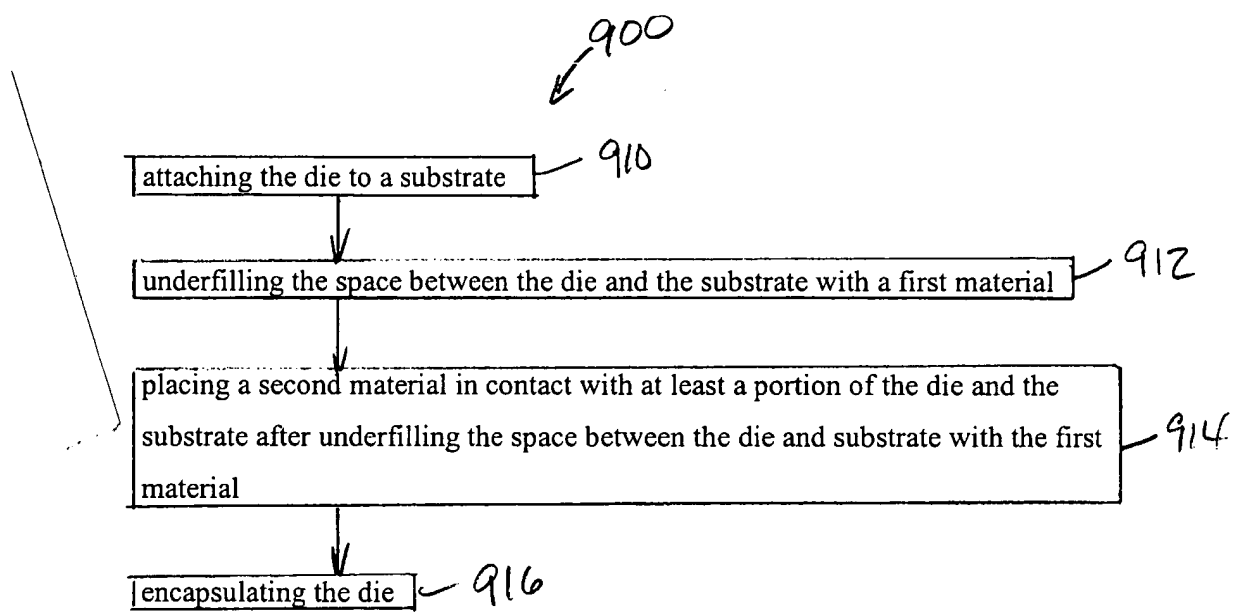 900
attaching the die to a substrate 910
underfilling the space between the die and the substrate with a first material 912
placing a second material in contact with at least a portion of the die and the
substrate after underfilling the space between the die and substrate with the first 914
material
encapsulating the die 916